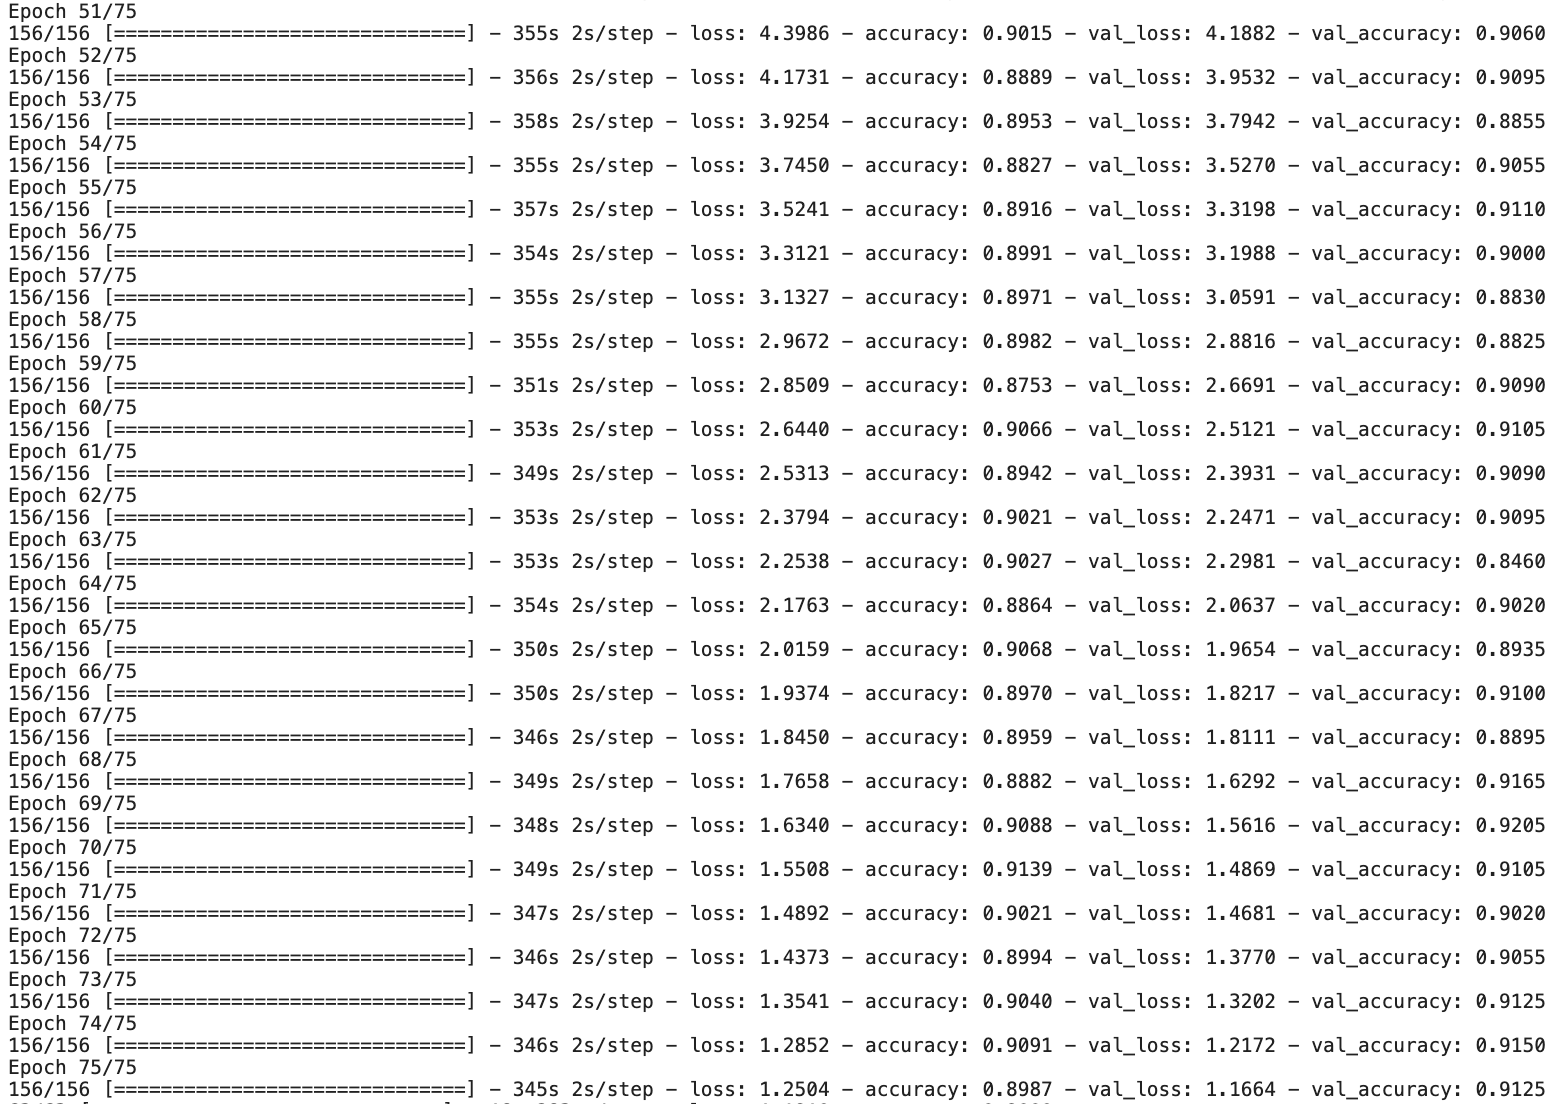 Epoch 51/75
156/156 [==============================] - 355s 2s/step - loss: 4.3986 - accuracy: 0.9015 - val_loss: 4.1882 - val_accuracy: 0.9060
Epoch 52/75
156/156 [==============================] - 356s 2s/step - loss: 4.1731 - accuracy: 0.8889 - val_loss: 3.9532 - val_accuracy: 0.9095
Epoch 53/75
156/156 [==============================] - 358s 2s/step - loss: 3.9254 - accuracy: 0.8953 - val_loss: 3.7942 - val_accuracy: 0.8855
Epoch 54/75
156/156 [==============================] - 355s 2s/step - loss: 3.7450 - accuracy: 0.8827 - val_loss: 3.5270 - val_accuracy: 0.9055
Epoch 55/75
156/156 [==============================] - 357s 2s/step - loss: 3.5241 - accuracy: 0.8916 - val_loss: 3.3198 - val_accuracy: 0.9110
Epoch 56/75
156/156 [==============================] - 354s 2s/step - loss: 3.3121 - accuracy: 0.8991 - val_loss: 3.1988 - val_accuracy: 0.9000
Epoch 57/75
156/156 [==============================] - 355s 2s/step - loss: 3.1327 - accuracy: 0.8971 - val_loss: 3.0591 - val_accuracy: 0.8830
Epoch 58/75
156/156 [==============================] - 355s 2s/step - loss: 2.9672 - accuracy: 0.8982 - val_loss: 2.8816 - val_accuracy: 0.8825
Epoch 59/75
156/156 [==============================] - 351s 2s/step - loss: 2.8509 - accuracy: 0.8753 - val_loss: 2.6691 - val_accuracy: 0.9090
Epoch 60/75
156/156 [==============================] - 353s 2s/step - loss: 2.6440 - accuracy: 0.9066 - val_loss: 2.5121 - val_accuracy: 0.9105
Epoch 61/75
156/156 [==============================] - 349s 2s/step - loss: 2.5313 - accuracy: 0.8942 - val_loss: 2.3931 - val_accuracy: 0.9090
Epoch 62/75
156/156 [==============================] - 353s 2s/step - loss: 2.3794 - accuracy: 0.9021 - val_loss: 2.2471 - val_accuracy: 0.9095
Epoch 63/75
156/156 [==============================] - 353s 2s/step - loss: 2.2538 - accuracy: 0.9027 - val_loss: 2.2981 - val_accuracy: 0.8460
Epoch 64/75
156/156 [==============================] - 354s 2s/step - loss: 2.1763 - accuracy: 0.8864 - val_loss: 2.0637 - val_accuracy: 0.9020
Epoch 65/75
156/156 [==============================] - 350s 2s/step - loss: 2.0159 - accuracy: 0.9068 - val_loss: 1.9654 - val_accuracy: 0.8935
Epoch 66/75
156/156 [==============================] - 350s 2s/step - loss: 1.9374 - accuracy: 0.8970 - val_loss: 1.8217 - val_accuracy: 0.9100
Epoch 67/75
156/156 [==============================] - 346s 2s/step - loss: 1.8450 - accuracy: 0.8959 - val_loss: 1.8111 - val_accuracy: 0.8895
Epoch 68/75
156/156 [==============================] - 349s 2s/step - loss: 1.7658 - accuracy: 0.8882 - val_loss: 1.6292 - val_accuracy: 0.9165
Epoch 69/75
156/156 [==============================] - 348s 2s/step - loss: 1.6340 - accuracy: 0.9088 - val_loss: 1.5616 - val_accuracy: 0.9205
Epoch 70/75
156/156 [==============================] - 349s 2s/step - loss: 1.5508 - accuracy: 0.9139 - val_loss: 1.4869 - val_accuracy: 0.9105
Epoch 71/75
156/156 [==============================] - 347s 2s/step - loss: 1.4892 - accuracy: 0.9021 - val_loss: 1.4681 - val_accuracy: 0.9020
Epoch 72/75
156/156 [==============================] - 346s 2s/step - loss: 1.4373 - accuracy: 0.8994 - val_loss: 1.3770 - val_accuracy: 0.9055
Epoch 73/75
156/156 [==============================] - 347s 2s/step - loss: 1.3541 - accuracy: 0.9040 - val_loss: 1.3202 - val_accuracy: 0.9125
Epoch 74/75
156/156 [==============================] - 346s 2s/step - loss: 1.2852 - accuracy: 0.9091 - val_loss: 1.2172 - val_accuracy: 0.9150
Epoch 75/75
156/156 [==============================] - 345s 2s/step - loss: 1.2504 - accuracy: 0.8987 - val_loss: 1.1664 - val_accuracy: 0.9125